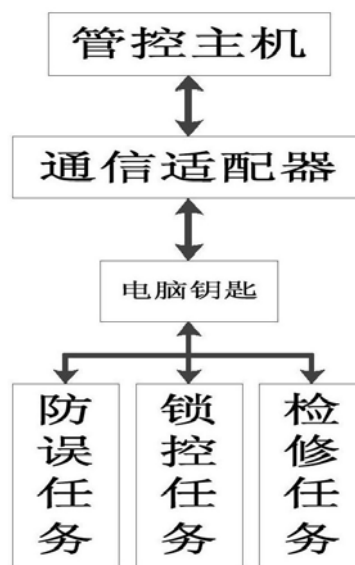 管控主机
通信适配器
电脑钥匙
防误任务
锁控任务
检修任务